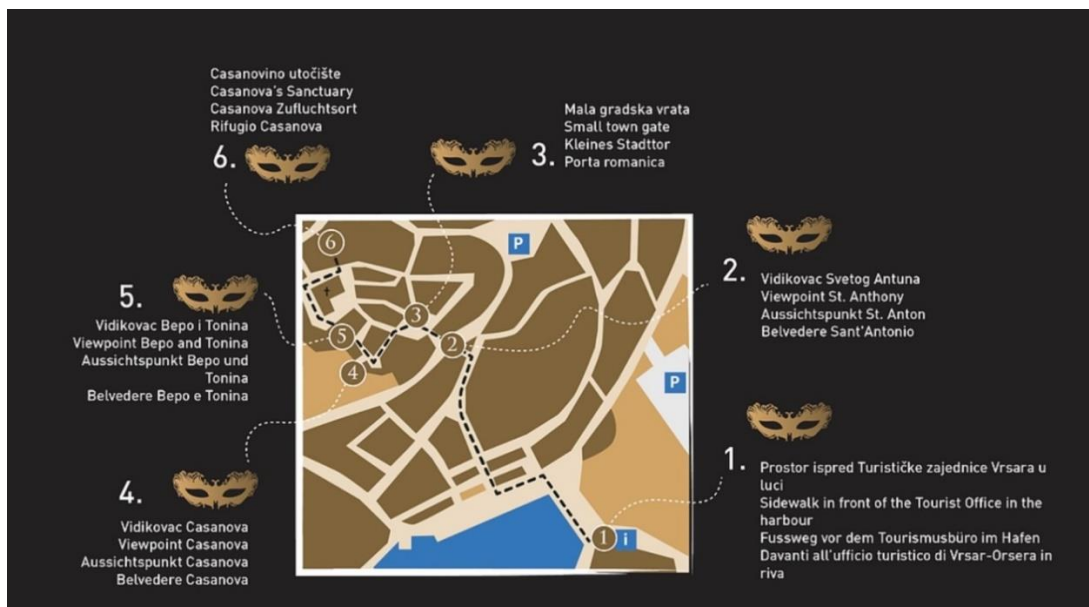 Casanovino utočište
Casanova's Sanctuary
Casanova Zufluchtsort
Rifugio Casanova
6.
Mala gradska vrata
Small town gate
Kleines Stadttor
Porta romanica
3.
2.
Vidikovac Svetog Antuna
Viewpoint St. Anthony
Aussichtspunkt St. Anton
Belvedere Sant'Antonio
5.
Vidikovac Bepo i Tonina
Viewpoint Bepo and Tonina
Aussichtspunkt Bepo und
Tonina
Belvedere Bepo e Tonina
4.
Vidikovac Casanova
Viewpoint Casanova
Aussichtspunkt Casanova
Belvedere Casanova
1.
Prostor ispred Turističke zajednice Vrsara u
luci
Sidewalk in front of the Tourist Office in the
harbour
Fussweg vor dem Tourismusbüro im Hafen
Davanti all'ufficio turistico di Vrsar-Orsera in
riva
6
P
3
2
5
4
P
1
i